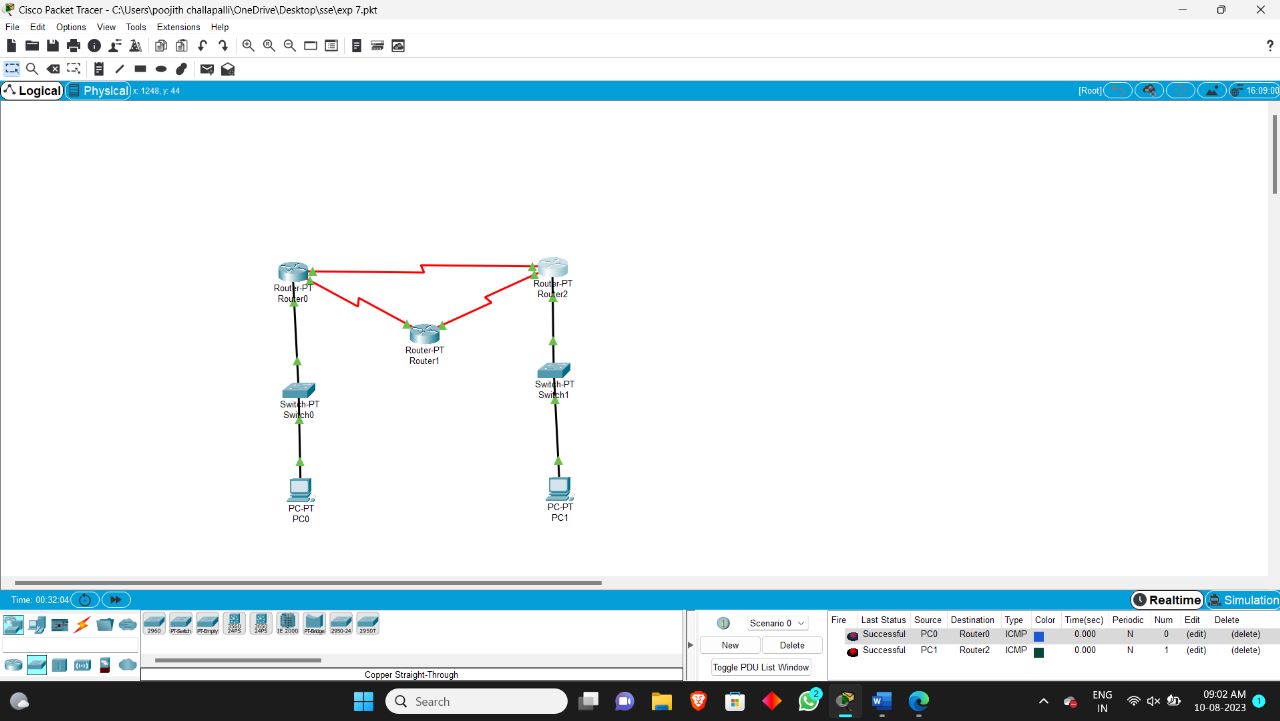 Cisco Packet Tracer - C:\Users\poojith challapalli\OneDrive\Desktop\sse\exp 7.pkt
File Edit Options View Tools Extensions Help
?
Logical Physical x: 1248, y: 44 [Root] 16:09:00
Router-PT
Router0
Router-PT
Router2
Router-PT
Router1
Switch-PT
Switch0
Switch-PT
Switch1
PC-PT
PC0
PC-PT
PC1
Time: 00:32:04 Realtime Simulation
2960 PT-Switch PT-Empty 24PS 24PS IE 2000 PT-Bridge 2950-24 2950T
Copper Straight-Through
Scenario 0
New Delete
Toggle PDU List Window
Fire Last Status Source Destination Type Color Time(sec) Periodic Num Edit Delete
Successful PC0 Router0 ICMP 0.000 N 0 (edit) (delete)
Successful PC1 Router2 ICMP 0.000 N 1 (edit) (delete)
Search
2
ENG
IN
09:02 AM
10-08-2023
1